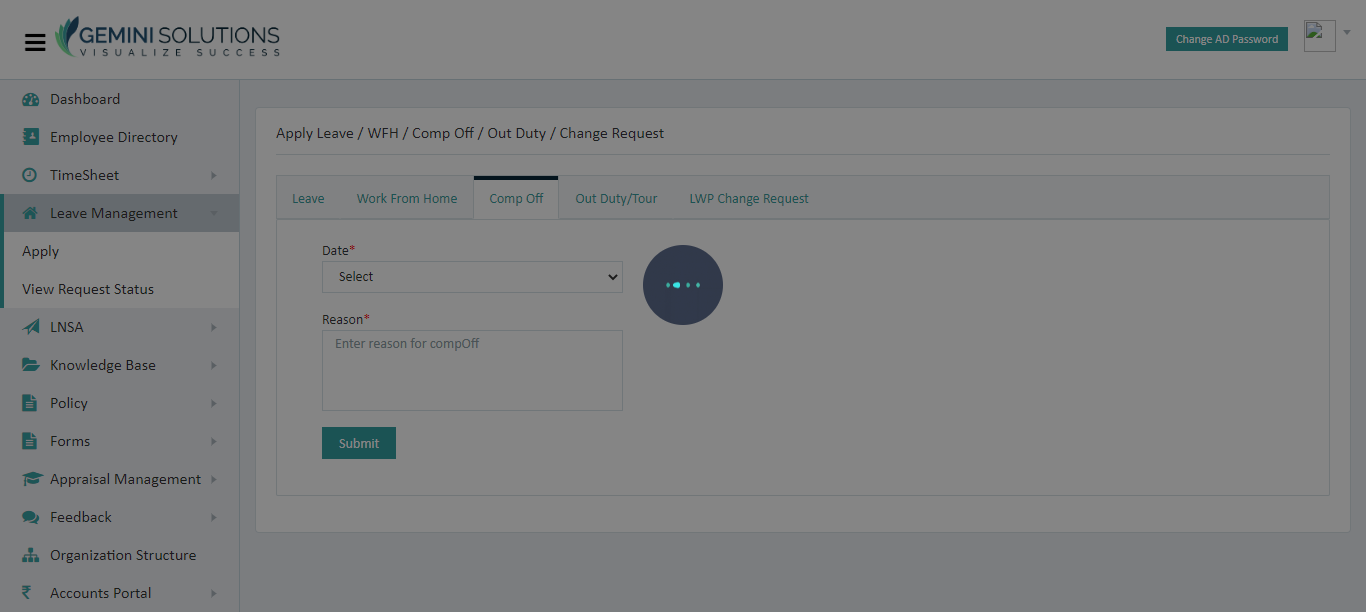 GEMINI SOLUTIONS
VISUALIZE SUCCESS
Change AD Password
Dashboard
Employee Directory
TimeSheet
Leave Management
Apply
View Request Status
LNSA
Knowledge Base
Policy
Forms
Appraisal Management
Feedback
Organization Structure
Accounts Portal
Apply Leave / WFH / Comp Off / Out Duty / Change Request
Leave Work From Home Comp Off Out Duty/Tour LWP Change Request
Date*
Select
Reason*
Enter reason for compOff
Submit